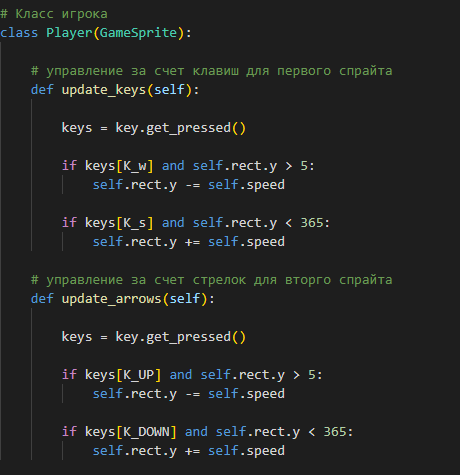 # Класс игрока
class Player(GameSprite):
# управление за счет клавиш для первого спрайта
def update_keys(self):
keys = key.get_pressed()
if keys[K_w] and self.rect.y > 5:
self.rect.y -= self.speed
if keys[K_s] and self.rect.y < 365:
self.rect.y += self.speed
# управление за счет стрелок для вторго спрайта
def update_arrows(self):
keys = key.get_pressed()
if keys[K_UP] and self.rect.y > 5:
self.rect.y -= self.speed
if keys[K_DOWN] and self.rect.y < 365:
self.rect.y += self.speed